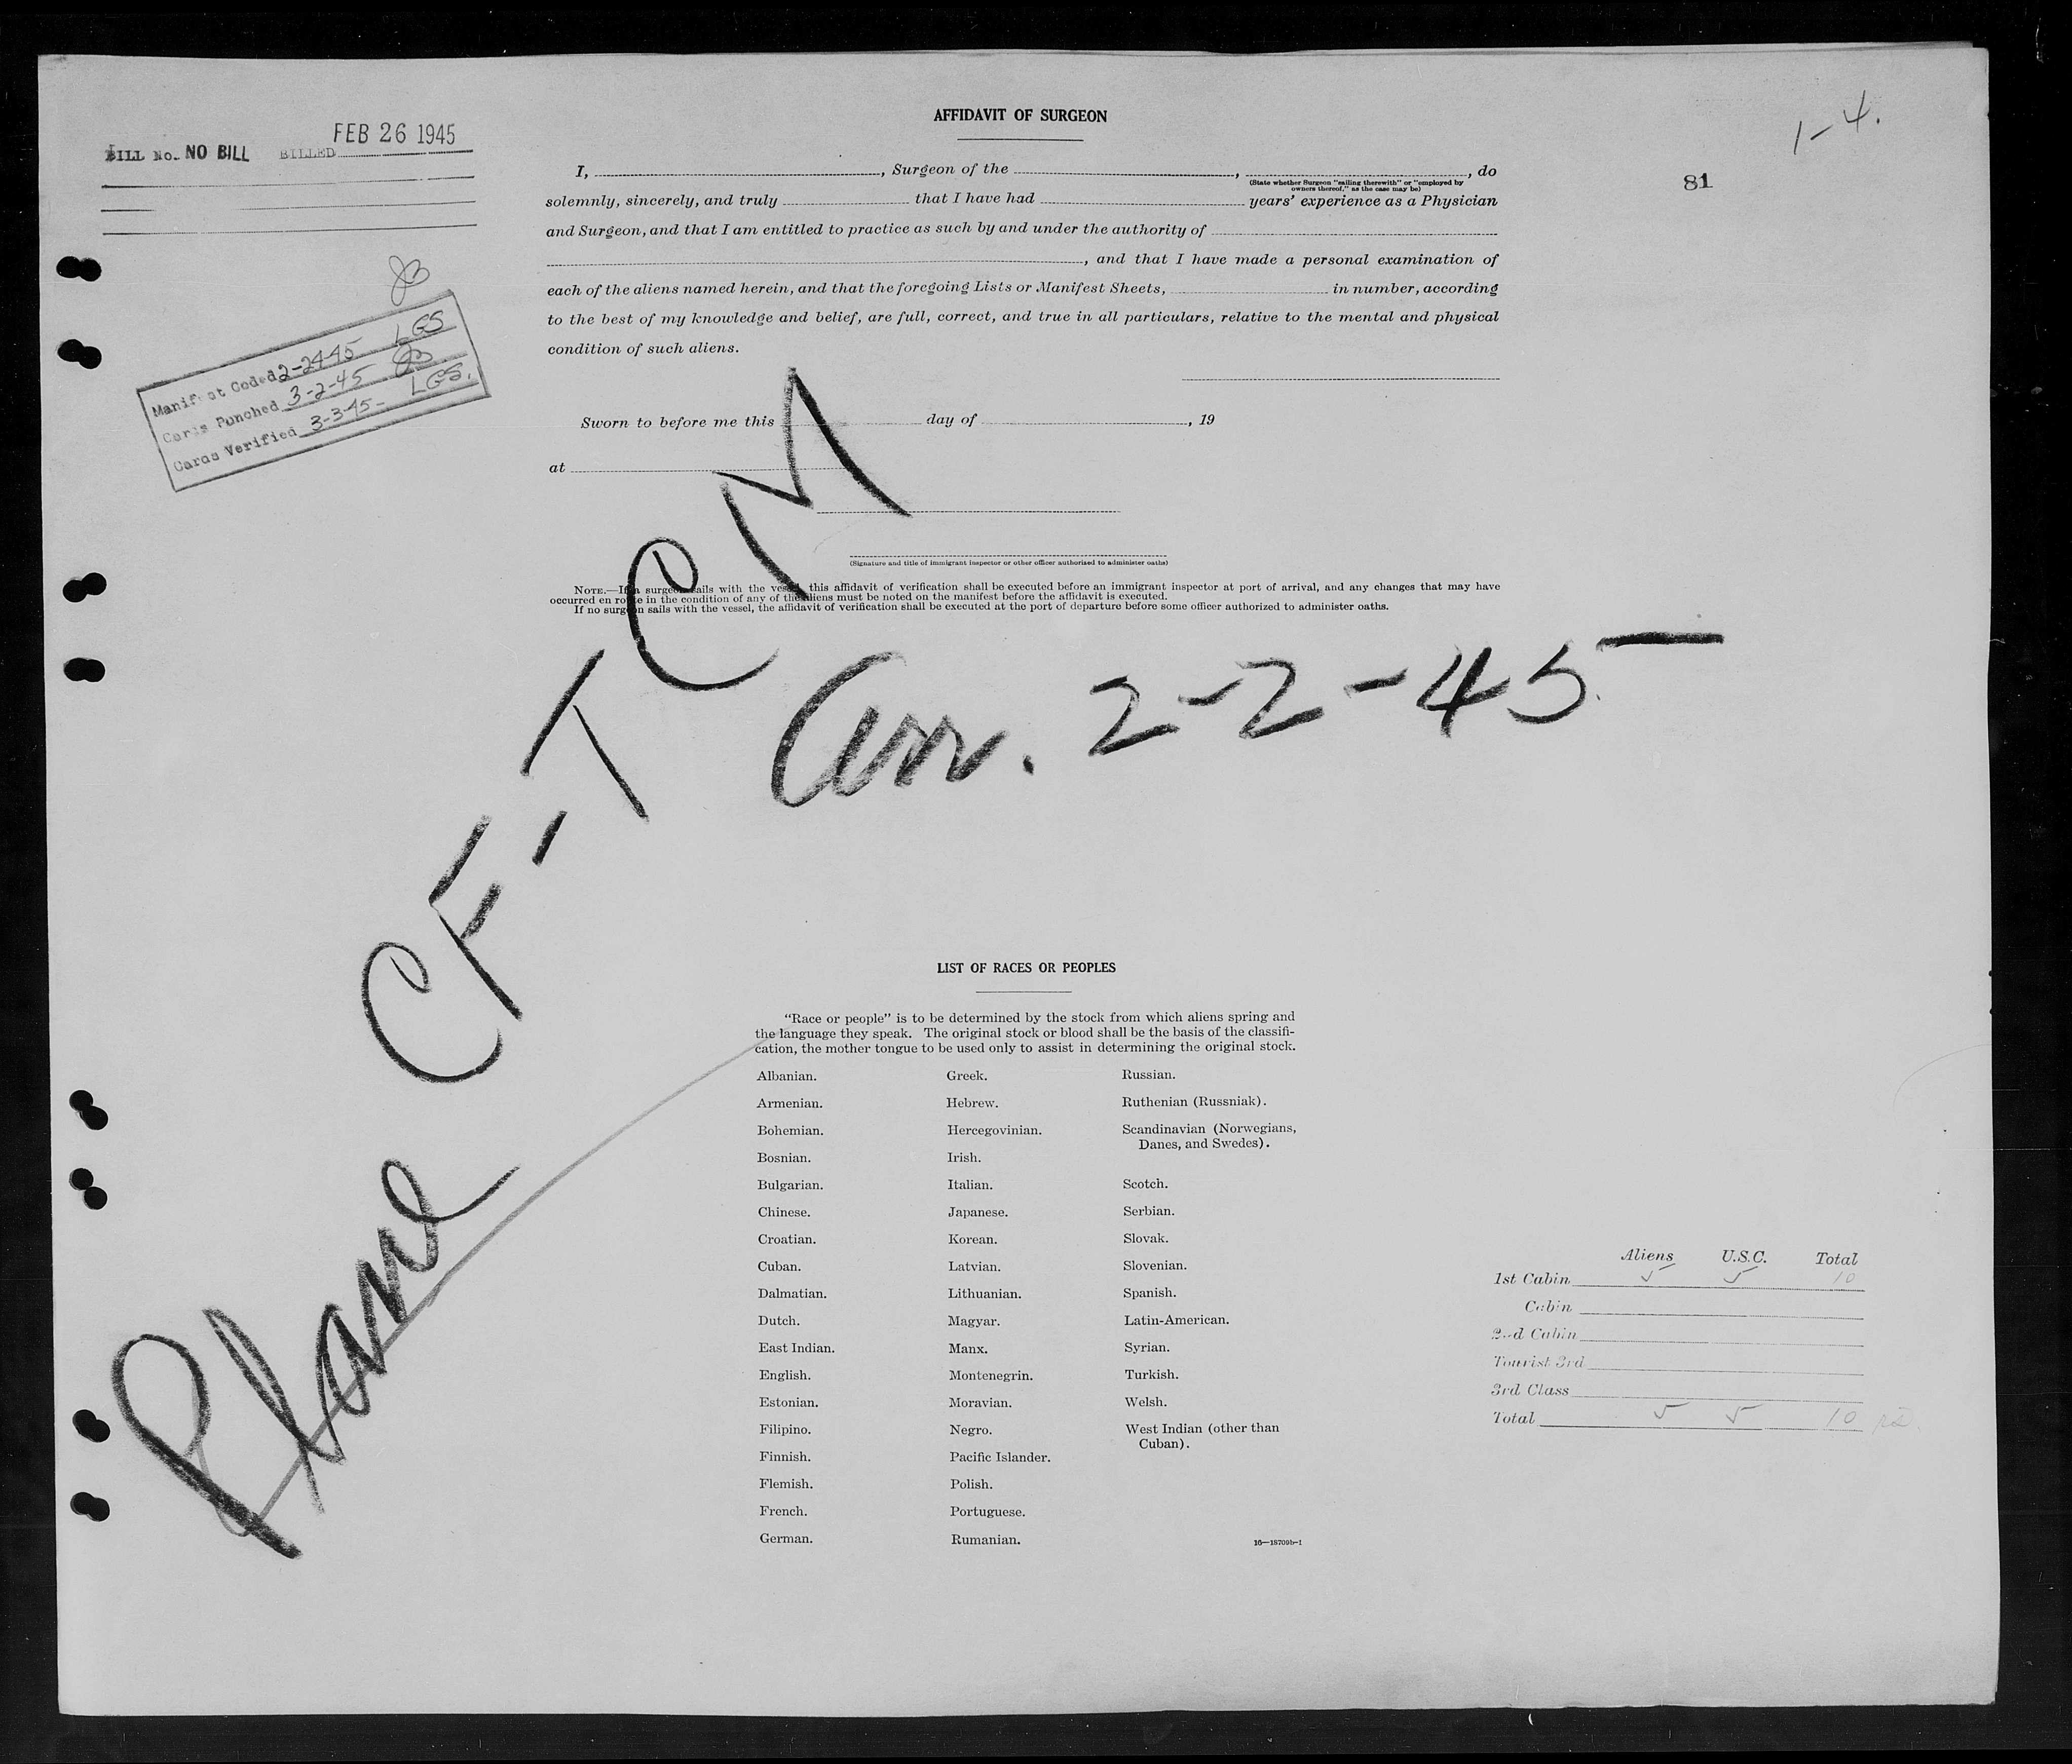 AFFIDAVIT OF SURGEON
1-4.
FEB 26 1945
BILL No. NO BILL BILLED
81
I, , Surgeon of the , , do
(State whether Surgeon "sailing therewith" or "employed by
owners thereof," as the case may be)
solemnly, sincerely, and truly that I have had years' experience as a Physician
and Surgeon, and that I am entitled to practice as such by and under the authority of
, and that I have made a personal examination of
each of the aliens named herein, and that the foregoing Lists or Manifest Sheets, in number, according
to the best of my knowledge and belief, are full, correct, and true in all particulars, relative to the mental and physical
condition of such aliens.
JB
Manifest Coded 2-24-45 LGS
Cards Punched 3-2-45 JB
Cards Verified 3-3-45- LGS.
Sworn to before me this day of , 19
at
(Signature and title of immigrant inspector or other officer authorized to administer oaths)
NOTE.—If a surgeon sails with the vessel, this affidavit of verification shall be executed before an immigrant inspector at port of arrival, and any changes that may have
occurred en route in the condition of any of the aliens must be noted on the manifest before the affidavit is executed.
If no surgeon sails with the vessel, the affidavit of verification shall be executed at the port of departure before some officer authorized to administer oaths.
Plane CF-TCM
Arr. 2-2-45
LIST OF RACES OR PEOPLES
"Race or people" is to be determined by the stock from which aliens spring and
the language they speak. The original stock or blood shall be the basis of the classifi-
cation, the mother tongue to be used only to assist in determining the original stock.
Albanian. Greek. Russian.
Armenian. Hebrew. Ruthenian (Russniak).
Bohemian. Hercegovinian. Scandinavian (Norwegians,
Danes, and Swedes).
Bosnian. Irish.
Bulgarian. Italian. Scotch.
Chinese. Japanese. Serbian.
Croatian. Korean. Slovak.
Cuban. Latvian. Slovenian.
Dalmatian. Lithuanian. Spanish.
Dutch. Magyar. Latin-American.
East Indian. Manx. Syrian.
English. Montenegrin. Turkish.
Estonian. Moravian. Welsh.
Filipino. Negro. West Indian (other than
Cuban).
Finnish. Pacific Islander.
Flemish. Polish.
French. Portuguese.
German. Rumanian.
16—18709b-1
Aliens U.S.C. Total
1st Cabin 5 5 10
Cabin
2nd Cabin
Tourist 3rd
3rd Class
Total 5 5 10